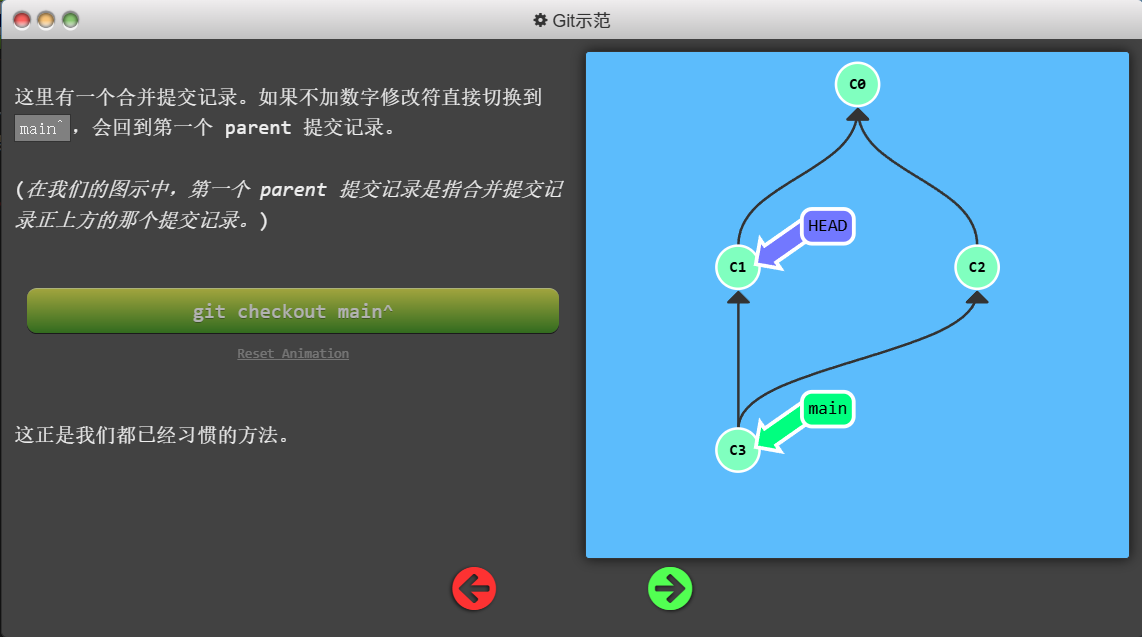 Git示范
这里有一个合并提交记录。如果不加数字修改符直接切换到
main^，会回到第一个 parent 提交记录。
(在我们的图示中，第一个 parent 提交记录是指合并提交记
录正上方的那个提交记录。)
git checkout main^
Reset Animation
这正是我们都已经习惯的方法。
C0
HEAD
C1
C2
main
C3